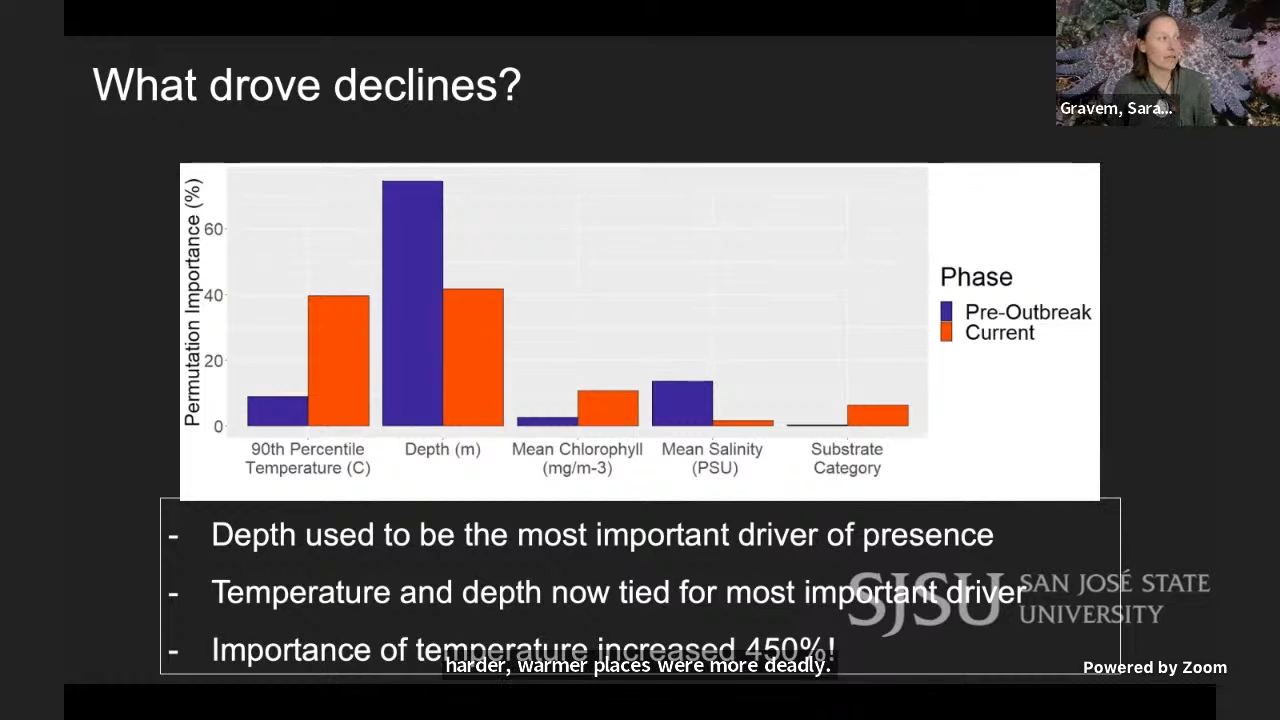 What drove declines?
Gravem, Sara...
Permutation Importance (%)
60
40
20
0
90th Percentile
Temperature (C)
Depth (m)
Mean Chlorophyll
(mg/m-3)
Mean Salinity
(PSU)
Substrate
Category
Phase
Pre-Outbreak
Current
- Depth used to be the most important driver of presence
- Temperature and depth now tied for most important driver
- Importance of temperature increased 450%!
SJSU SAN JOSÉ STATE
UNIVERSITY
harder, warmer places were more deadly.
Powered by Zoom